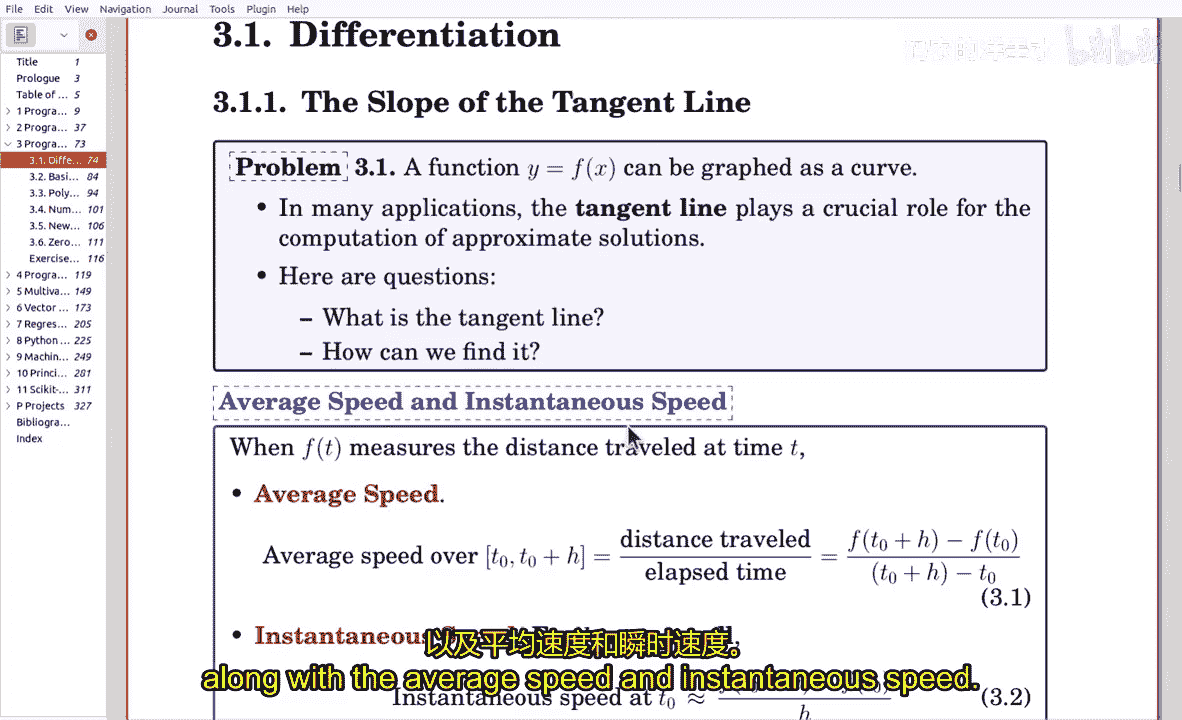 File Edit View Navigation Journal Tools Plugin Help
Title 1
Prologue 3
Table of ... 5
1 Progra... 9
2 Progra... 37
3 Progra... 73
3.1. Diffe... 74
3.2. Basi... 84
3.3. Poly... 94
3.4. Num... 101
3.5. New... 106
3.6. Zero... 111
Exercise... 116
4 Progra... 119
5 Multiva... 149
6 Vector ... 173
7 Regres... 205
8 Python ... 225
9 Machin... 249
10 Princi... 281
11 Scikit-... 311
P Projects 327
Bibliogra...
Index
3.1. Differentiation
3.1.1. The Slope of the Tangent Line
Problem 3.1. A function y = f(x) can be graphed as a curve.
• In many applications, the tangent line plays a crucial role for the
computation of approximate solutions.
• Here are questions:
– What is the tangent line?
– How can we find it?
Average Speed and Instantaneous Speed
When f(t) measures the distance traveled at time t,
• Average Speed.
Average speed over [t₀, t₀ + h] = distance traveled / elapsed time = f(t₀ + h) − f(t₀) / (t₀ + h) − t₀
(3.1)
• Instantaneous
以及平均速度和瞬时速度。
along with the average speed and instantaneous speed.
Instantaneous speed at t₀ ≈ h (3.2)